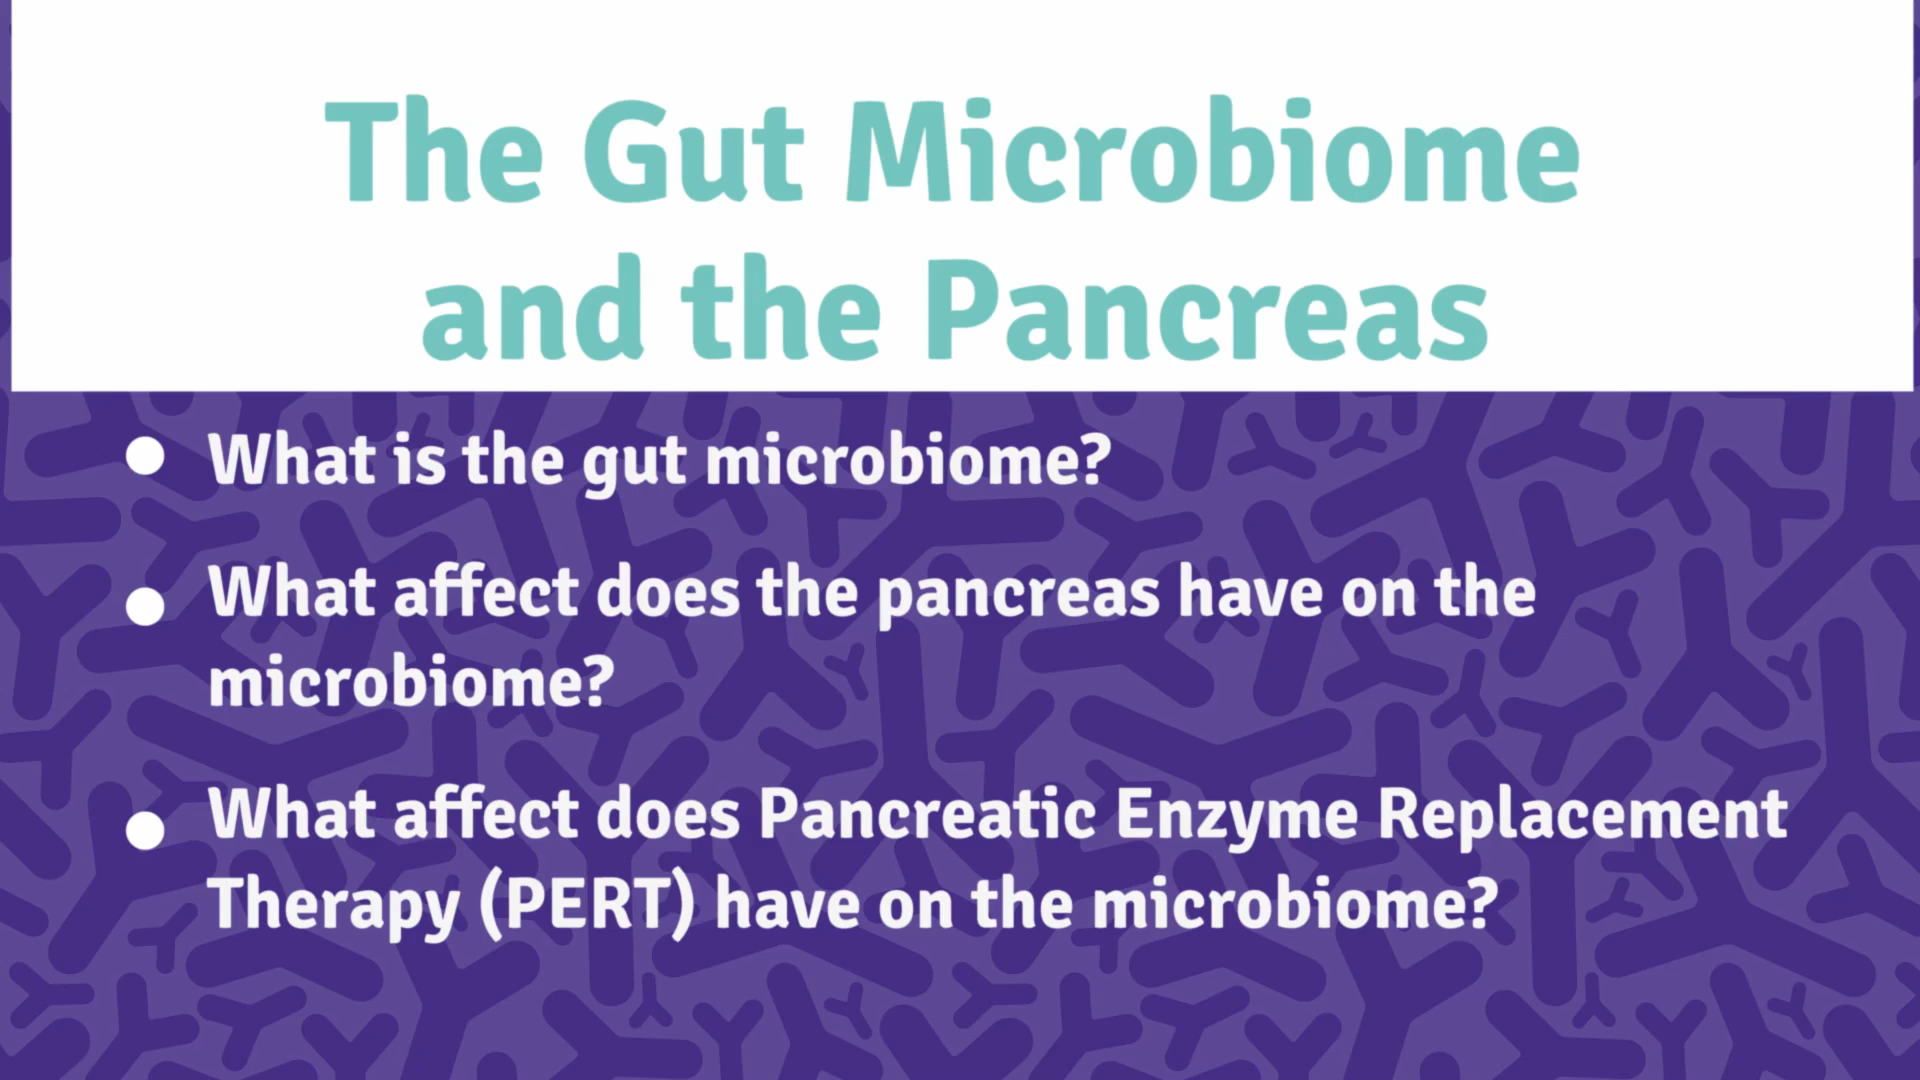 The Gut Microbiome
and the Pancreas
What is the gut microbiome?
What affect does the pancreas have on the
microbiome?
What affect does Pancreatic Enzyme Replacement
Therapy (PERT) have on the microbiome?